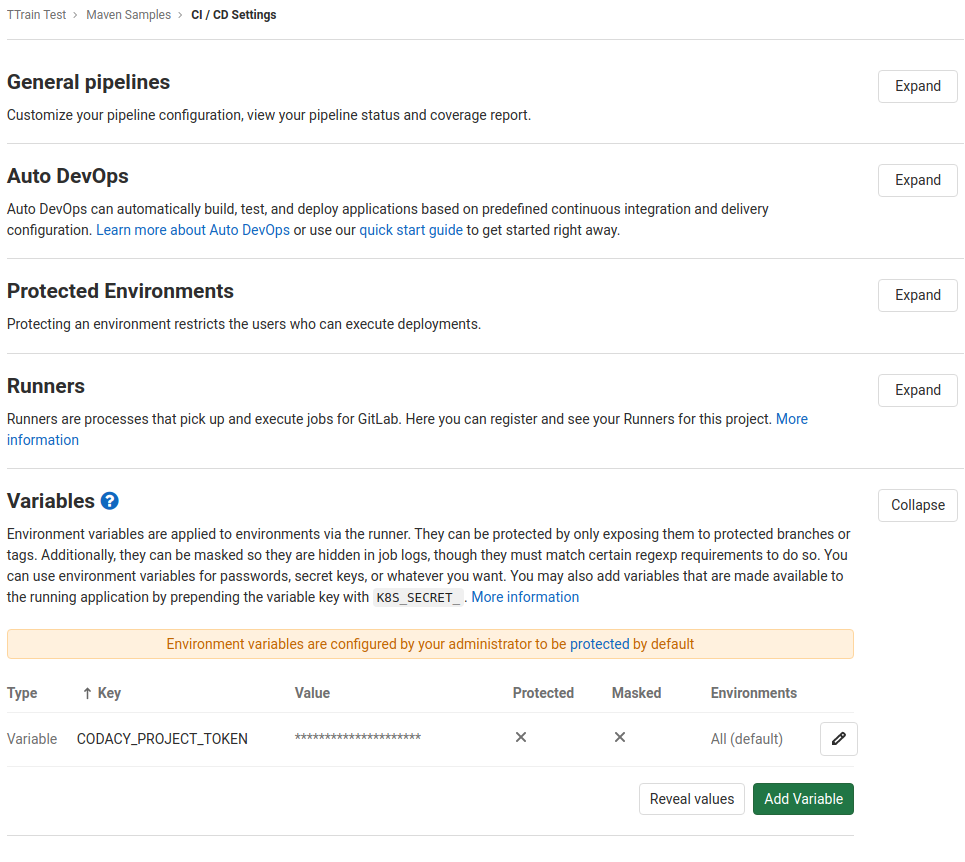 TTrain Test › Maven Samples › CI / CD Settings
General pipelines
Expand
Customize your pipeline configuration, view your pipeline status and coverage report.
Auto DevOps
Expand
Auto DevOps can automatically build, test, and deploy applications based on predefined continuous integration and delivery
configuration. Learn more about Auto DevOps or use our quick start guide to get started right away.
Protected Environments
Expand
Protecting an environment restricts the users who can execute deployments.
Runners
Expand
Runners are processes that pick up and execute jobs for GitLab. Here you can register and see your Runners for this project. More
information
Variables ?
Collapse
Environment variables are applied to environments via the runner. They can be protected by only exposing them to protected branches or
tags. Additionally, they can be masked so they are hidden in job logs, though they must match certain regexp requirements to do so. You
can use environment variables for passwords, secret keys, or whatever you want. You may also add variables that are made available to
the running application by prepending the variable key with K8S_SECRET_. More information
Environment variables are configured by your administrator to be protected by default
Type ↑ Key Value Protected Masked Environments
Variable CODACY_PROJECT_TOKEN ********************* ✕ ✕ All (default)
Reveal values Add Variable